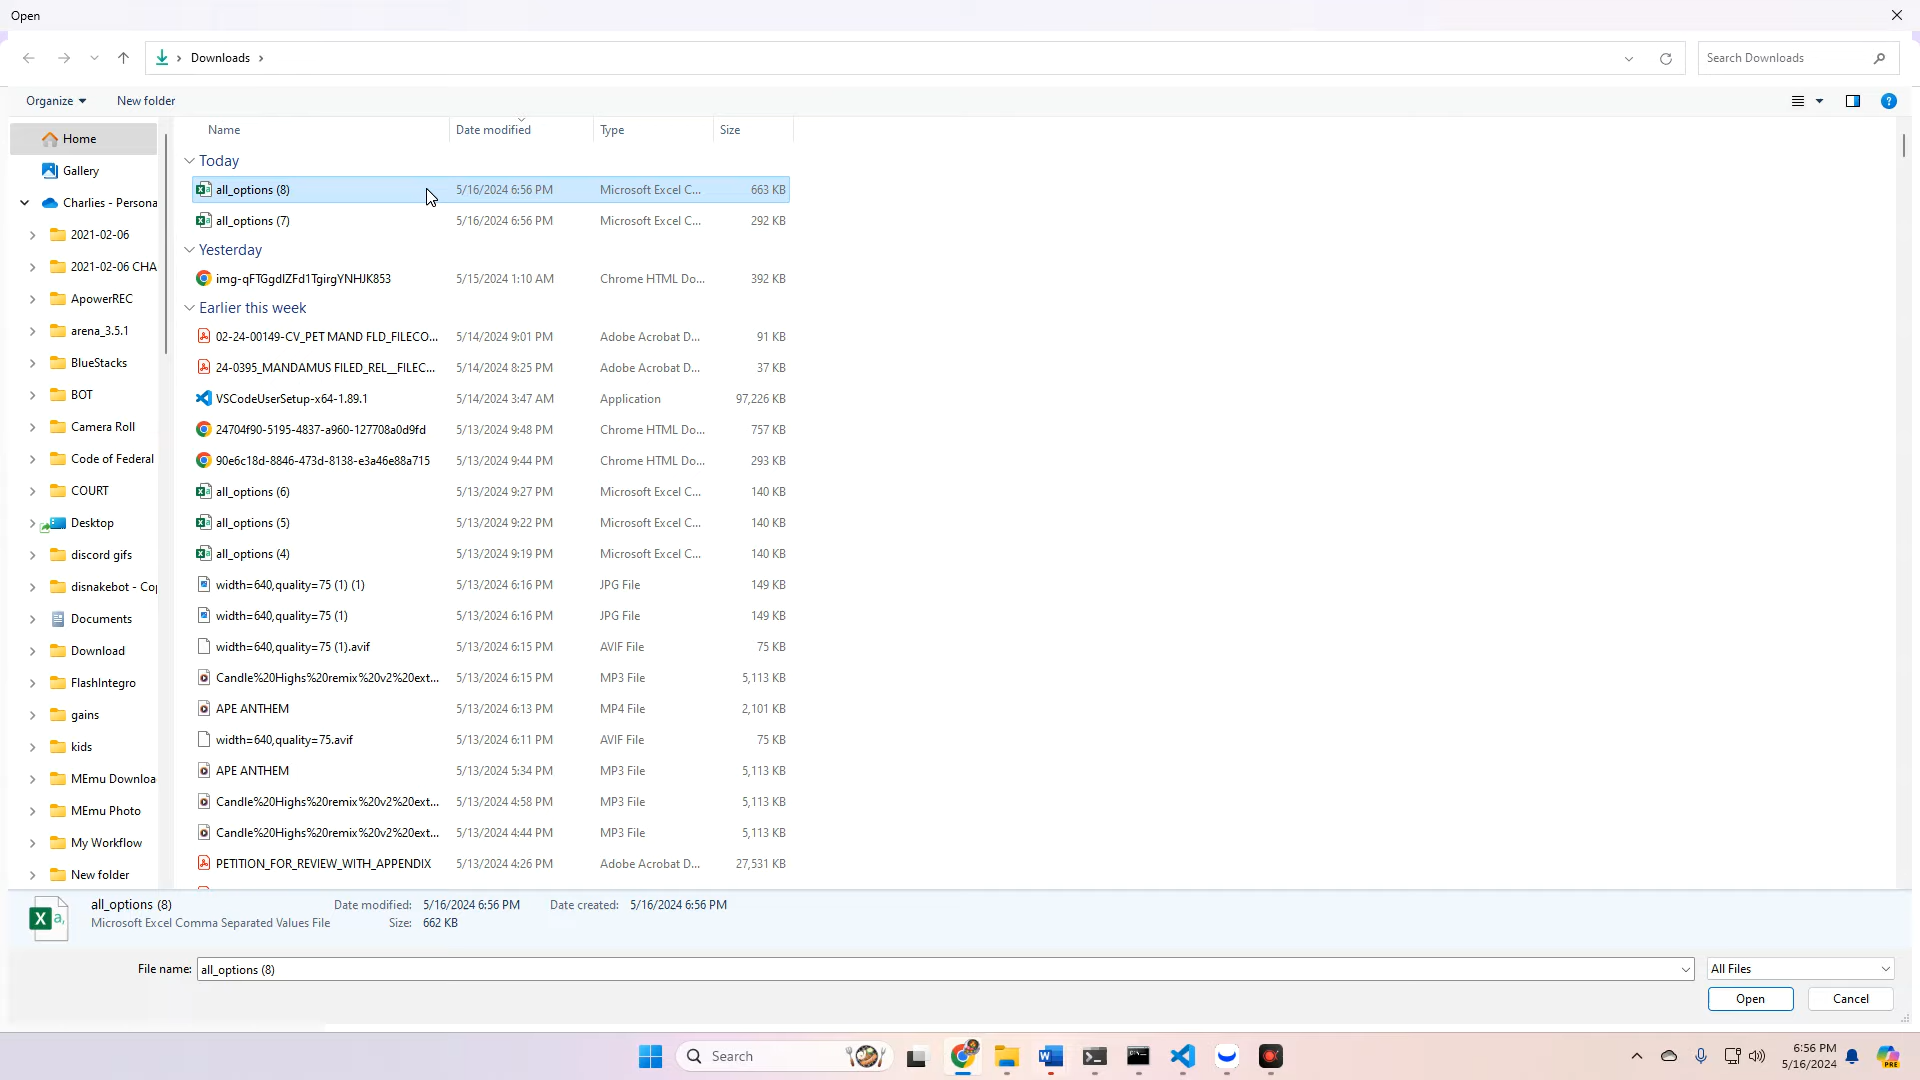 Open
Downloads
Search Downloads
Organize
New folder
Home
Gallery
Charlies - Persona
2021-02-06
2021-02-06 CHA
ApowerREC
arena_3.5.1
BlueStacks
BOT
Camera Roll
Code of Federal
COURT
Desktop
discord gifs
disnakebot - Cop
Documents
Download
FlashIntegro
gains
kids
MEmu Downloa
MEmu Photo
My Workflow
New folder
Name Date modified Type Size
Today
all_options (8) 5/16/2024 6:56 PM Microsoft Excel C... 663 KB
all_options (7) 5/16/2024 6:56 PM Microsoft Excel C... 292 KB
Yesterday
img-qFTGgdlZFd1TgirgYNHJK853 5/15/2024 1:10 AM Chrome HTML Do... 392 KB
Earlier this week
02-24-00149-CV_PET MAND FLD_FILECO... 5/14/2024 9:01 PM Adobe Acrobat D... 91 KB
24-0395_MANDAMUS FILED_REL__FILEC... 5/14/2024 8:25 PM Adobe Acrobat D... 37 KB
VSCodeUserSetup-x64-1.89.1 5/14/2024 3:47 AM Application 97,226 KB
24704f90-5195-4837-a960-127708a0d9fd 5/13/2024 9:48 PM Chrome HTML Do... 757 KB
90e6c18d-8846-473d-8138-e3a46e88a715 5/13/2024 9:44 PM Chrome HTML Do... 293 KB
all_options (6) 5/13/2024 9:27 PM Microsoft Excel C... 140 KB
all_options (5) 5/13/2024 9:22 PM Microsoft Excel C... 140 KB
all_options (4) 5/13/2024 9:19 PM Microsoft Excel C... 140 KB
width=640,quality=75 (1) (1) 5/13/2024 6:16 PM JPG File 149 KB
width=640,quality=75 (1) 5/13/2024 6:16 PM JPG File 149 KB
width=640,quality=75 (1).avif 5/13/2024 6:15 PM AVIF File 75 KB
Candle%20Highs%20remix%20v2%20ext... 5/13/2024 6:15 PM MP3 File 5,113 KB
APE ANTHEM 5/13/2024 6:13 PM MP4 File 2,101 KB
width=640,quality=75.avif 5/13/2024 6:11 PM AVIF File 75 KB
APE ANTHEM 5/13/2024 5:34 PM MP3 File 5,113 KB
Candle%20Highs%20remix%20v2%20ext... 5/13/2024 4:58 PM MP3 File 5,113 KB
Candle%20Highs%20remix%20v2%20ext... 5/13/2024 4:44 PM MP3 File 5,113 KB
PETITION_FOR_REVIEW_WITH_APPENDIX 5/13/2024 4:26 PM Adobe Acrobat D... 27,531 KB
all_options (8) Date modified: 5/16/2024 6:56 PM Date created: 5/16/2024 6:56 PM
Microsoft Excel Comma Separated Values File Size: 662 KB
File name: all_options (8) All Files
Open Cancel
Search
6:56 PM
5/16/2024
PRE